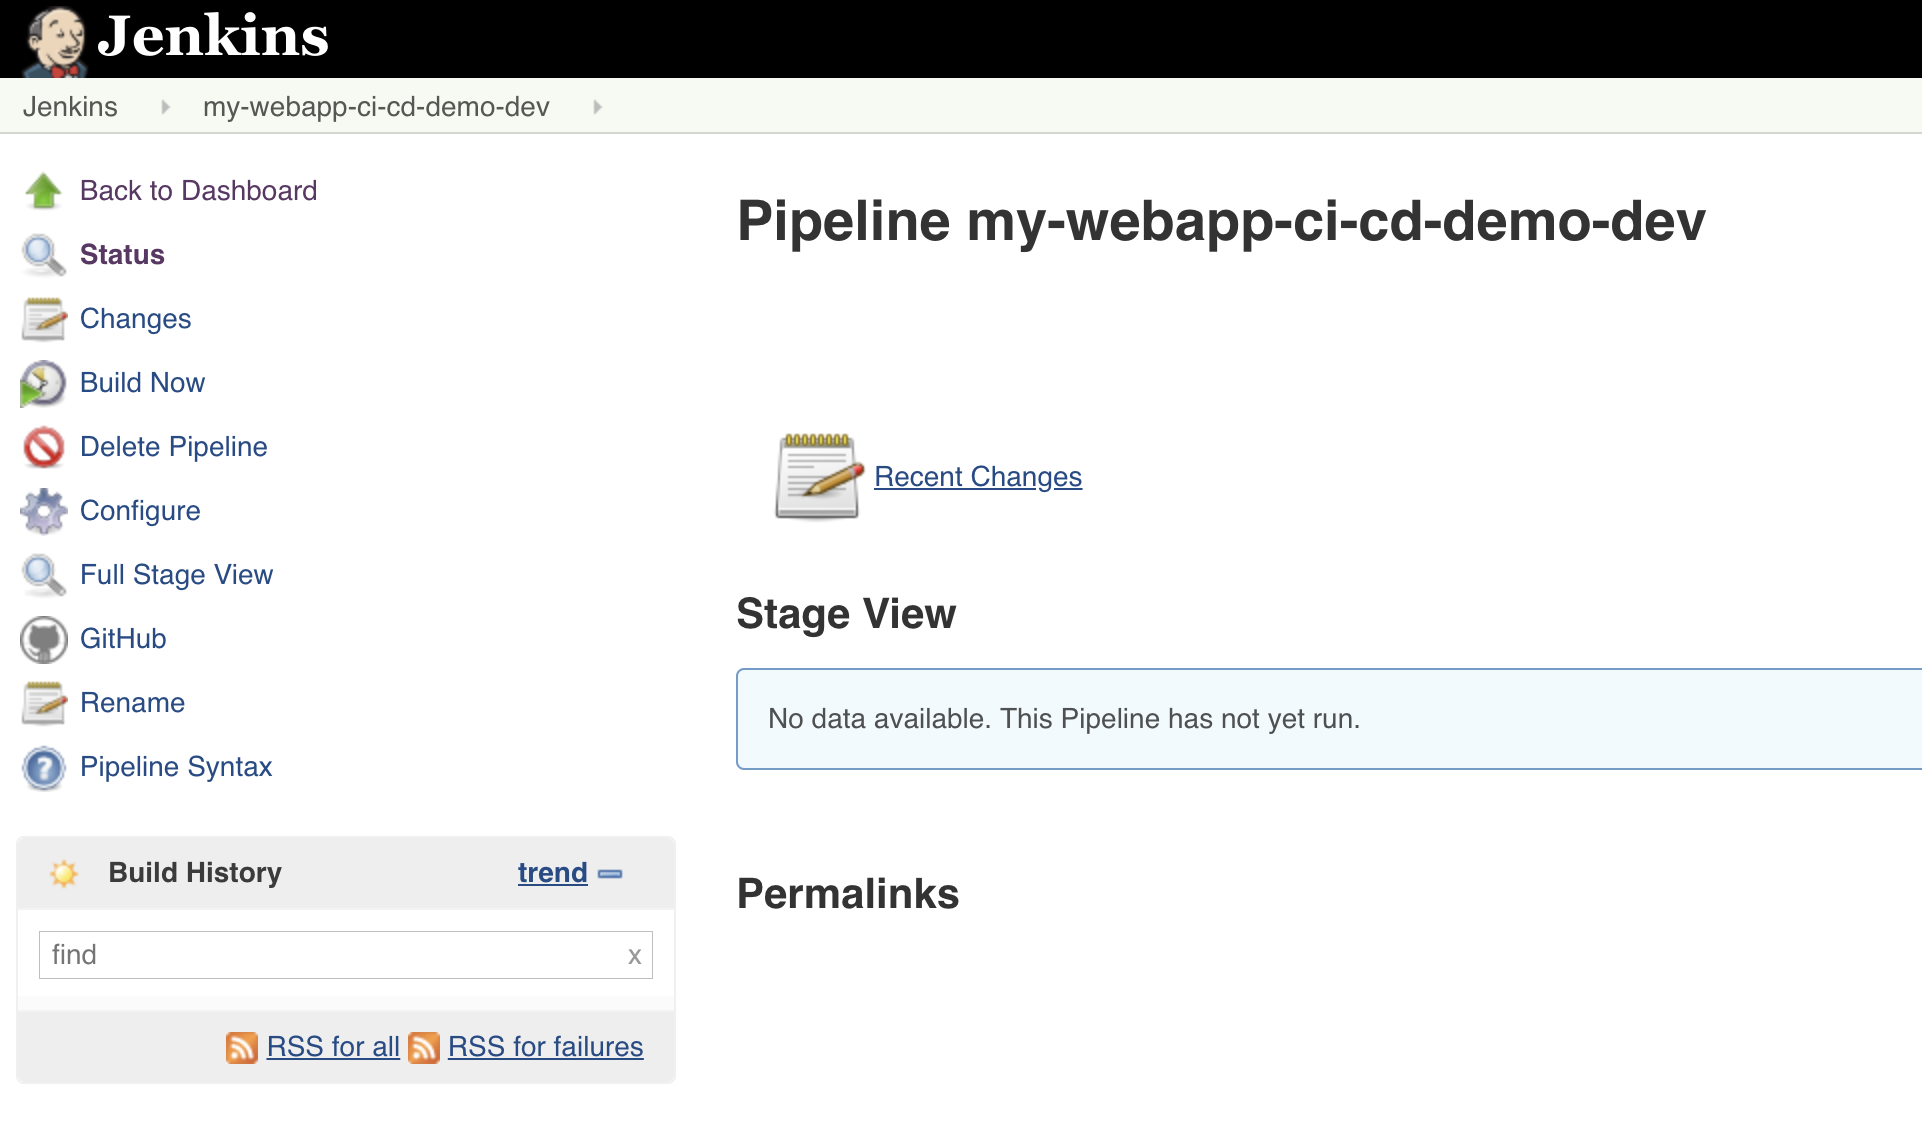 Jenkins
Jenkins my-webapp-ci-cd-demo-dev
Back to Dashboard
Status
Changes
Build Now
Delete Pipeline
Configure
Full Stage View
GitHub
Rename
Pipeline Syntax
Build History trend
find x
RSS for all RSS for failures
Pipeline my-webapp-ci-cd-demo-dev
Recent Changes
Stage View
No data available. This Pipeline has not yet run.
Permalinks